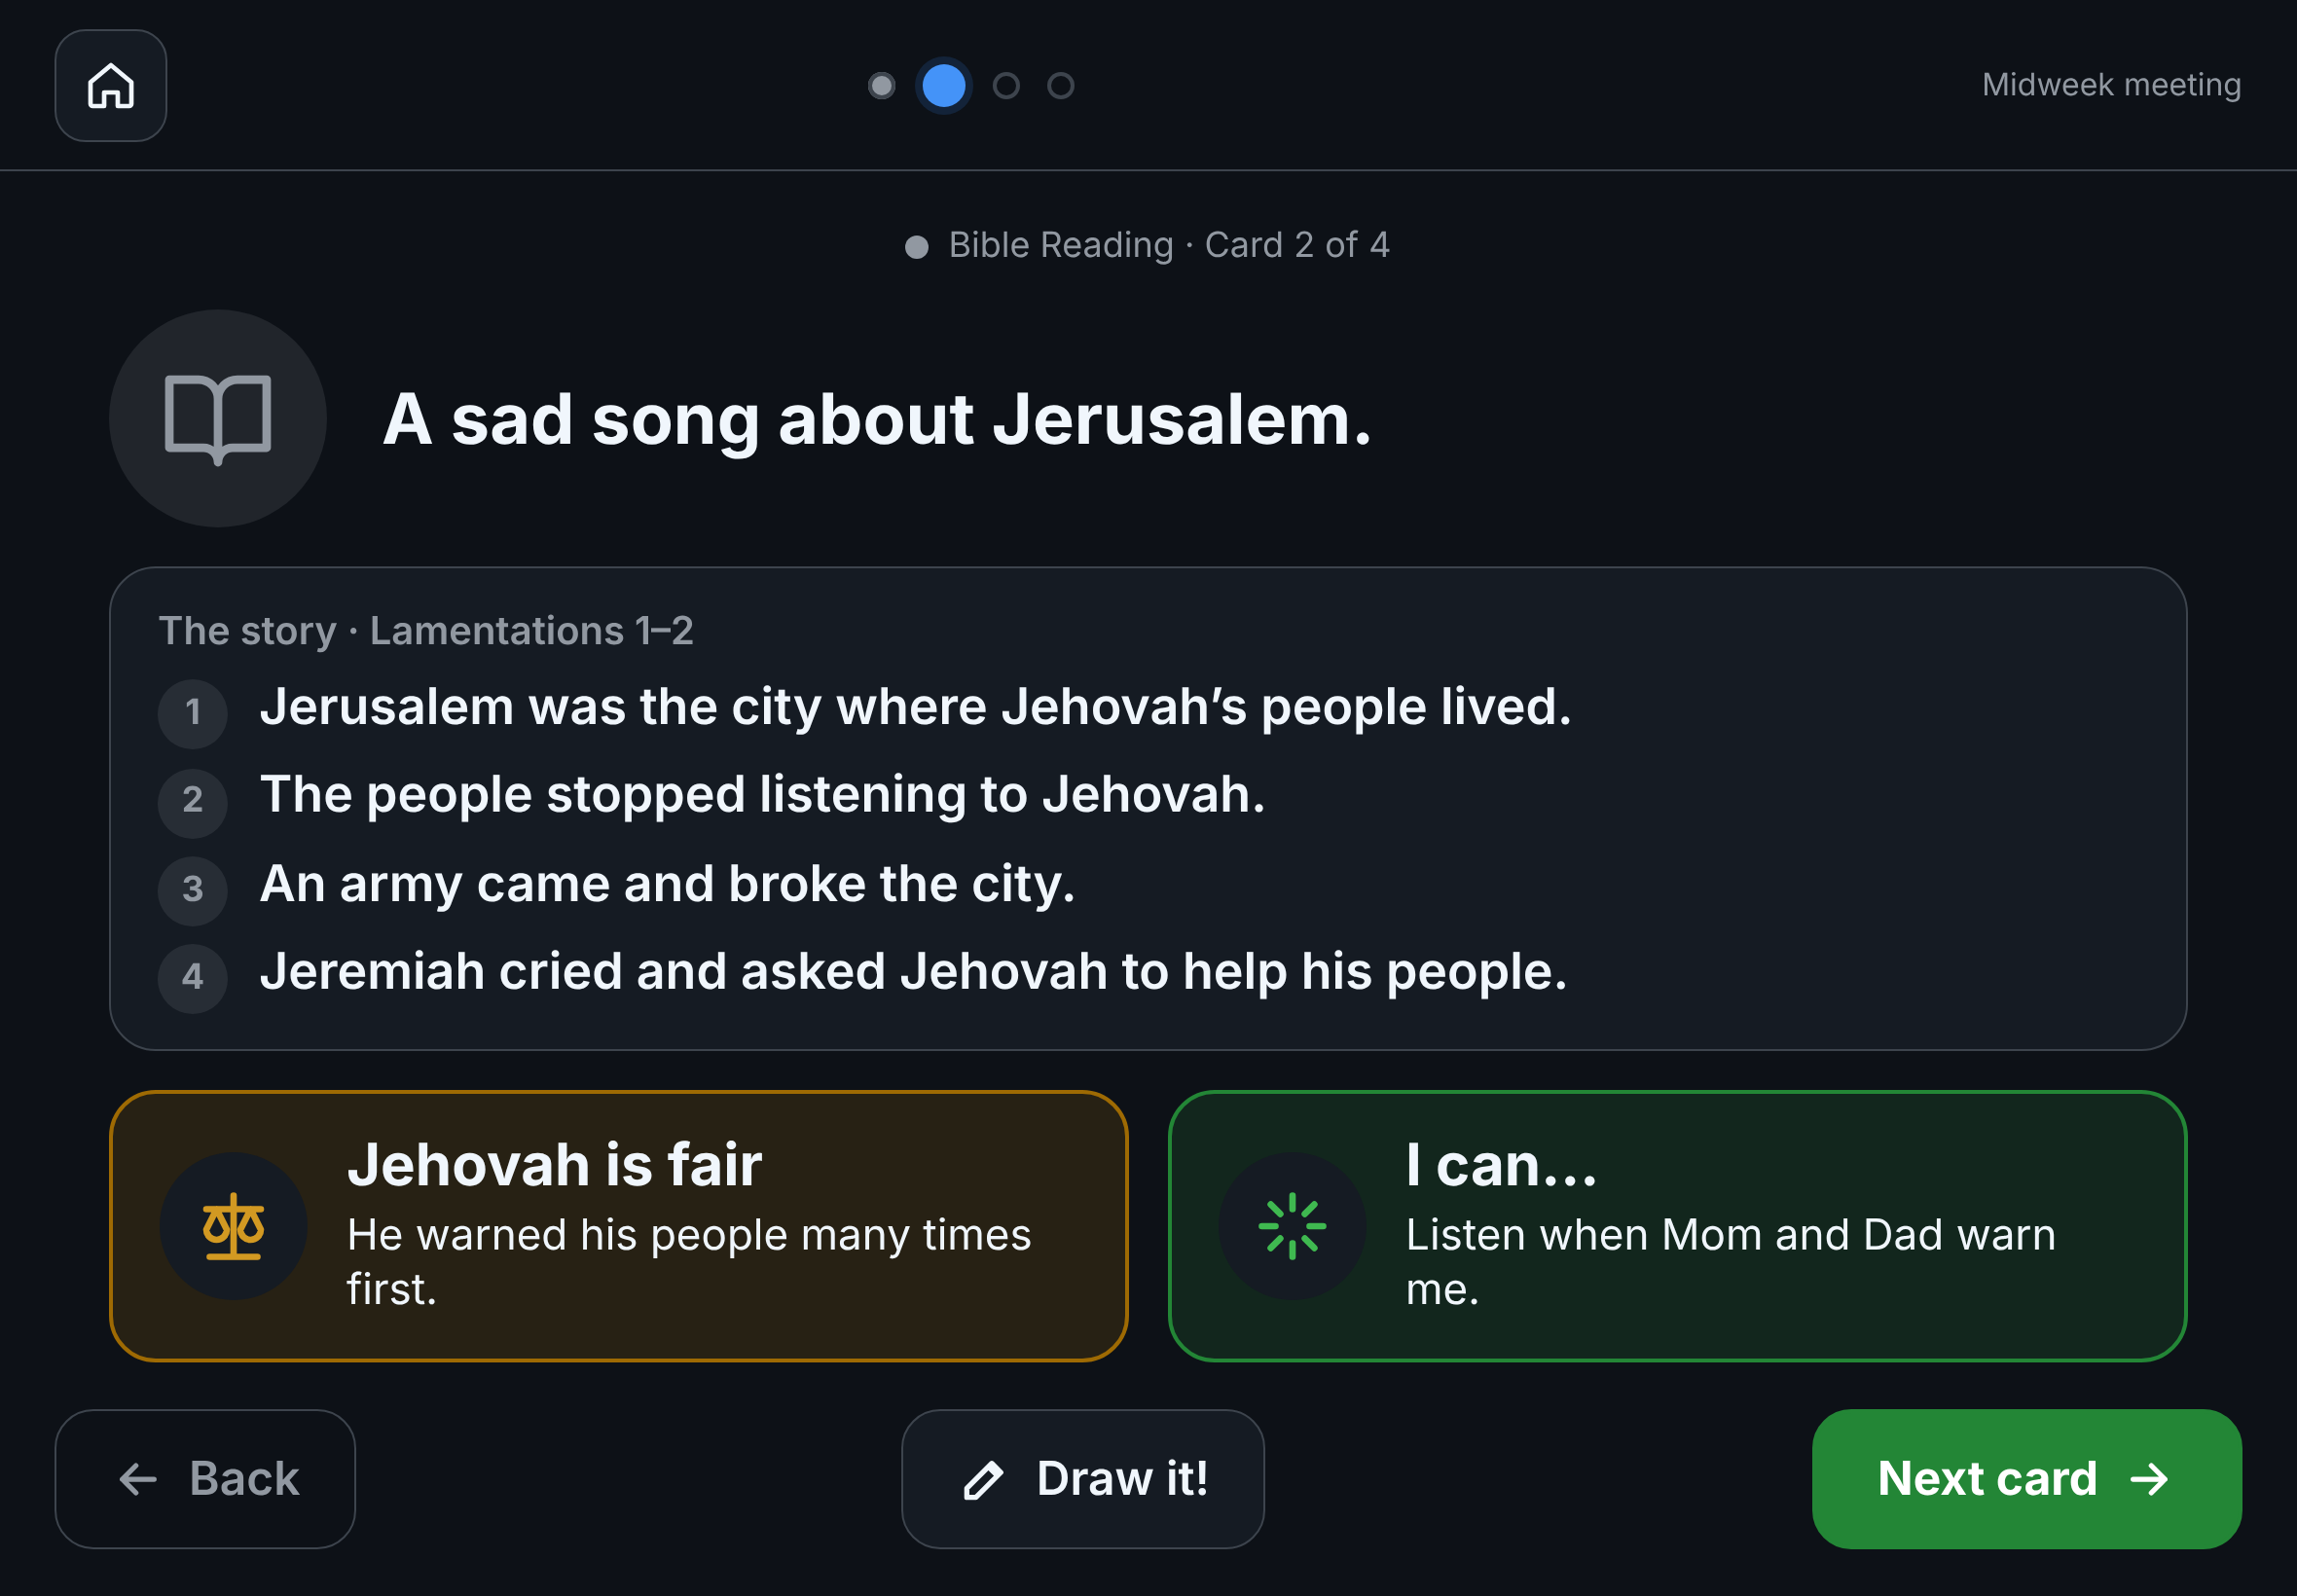 Midweek meeting
Bible Reading · Card 2 of 4
A sad song about Jerusalem.
The story · Lamentations 1–2
1 Jerusalem was the city where Jehovah’s people lived.
2 The people stopped listening to Jehovah.
3 An army came and broke the city.
4 Jeremiah cried and asked Jehovah to help his people.
Jehovah is fair
He warned his people many times
first.
I can…
Listen when Mom and Dad warn
me.
Back
Draw it!
Next card